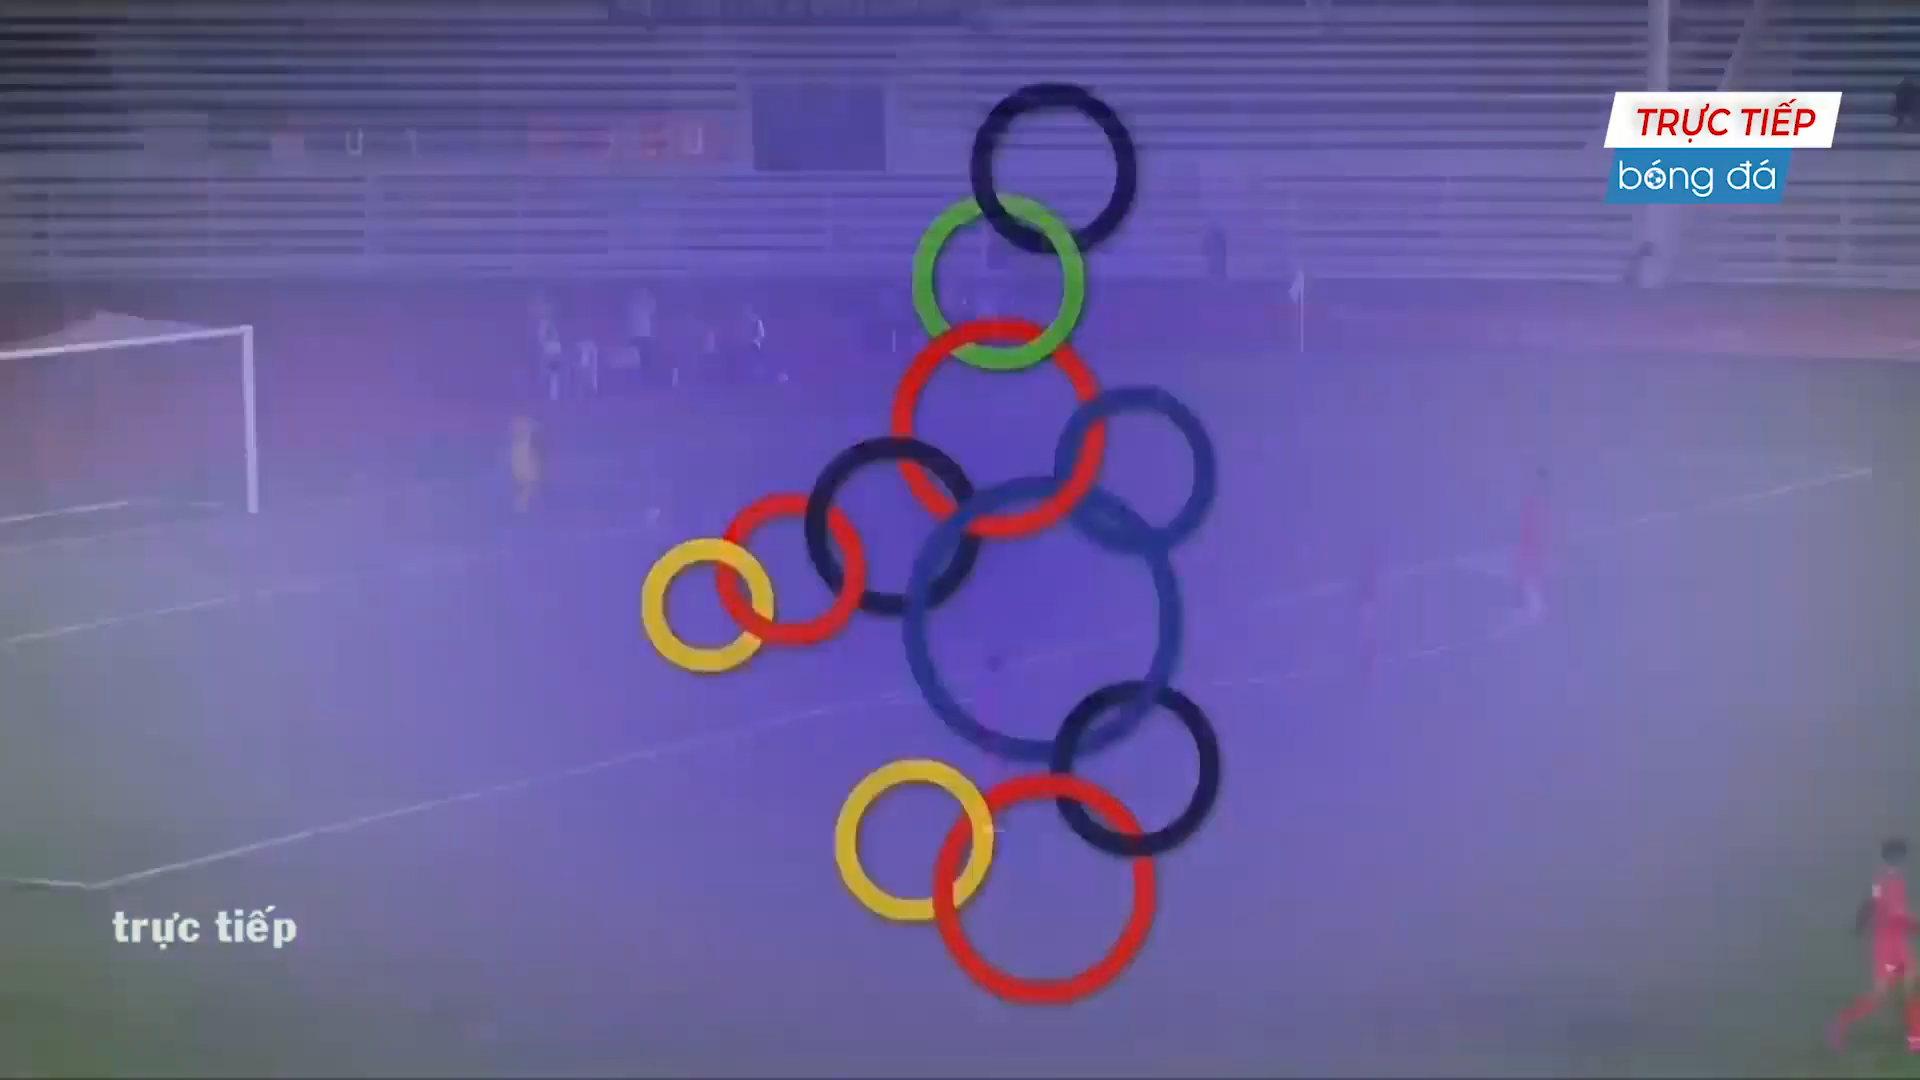 TRỰC TIẾP
bóng đá
trực tiếp